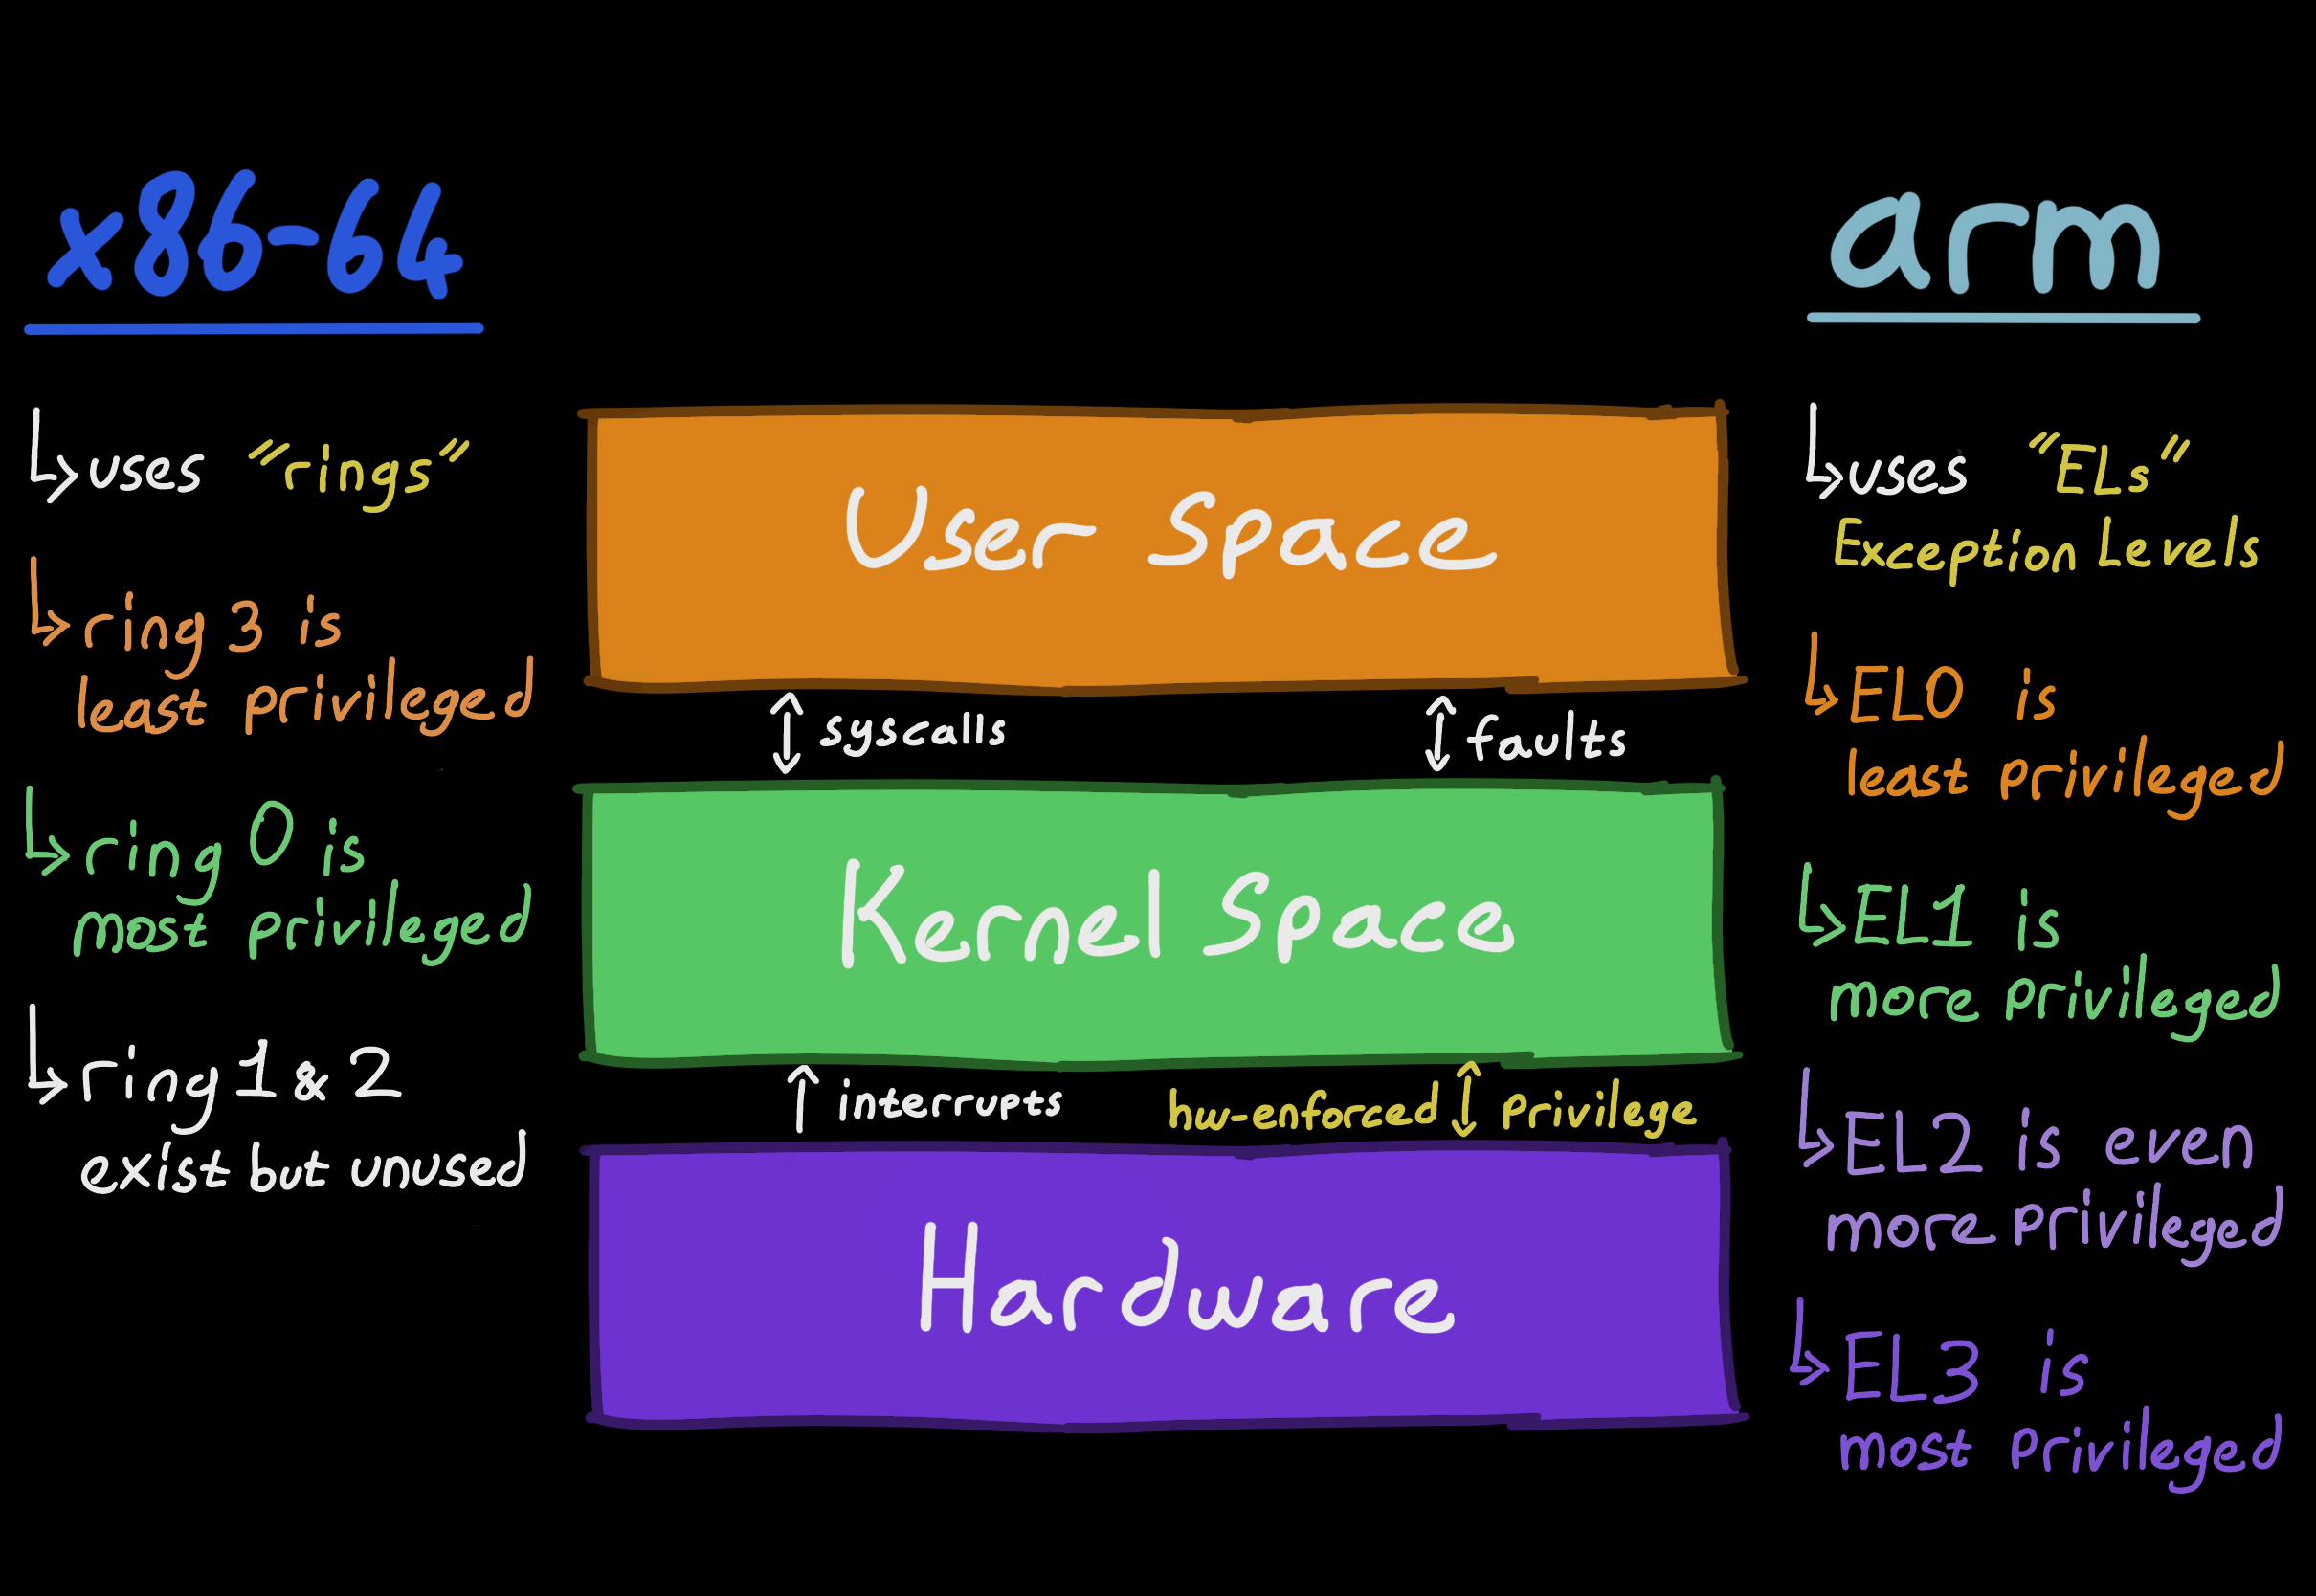 x86-64
uses "rings"
ring 3 is
least privileged
ring 0 is
most privileged
ring 1 & 2
exist but unused
User Space
syscalls
faults
Kernel Space
interrupts
hw-enforced privilege
Hardware
arm
uses "ELs"
Exception Levels
EL0 is
least privileged
EL1 is
more privileged
EL2 is even
more privileged
EL3 is
most privileged